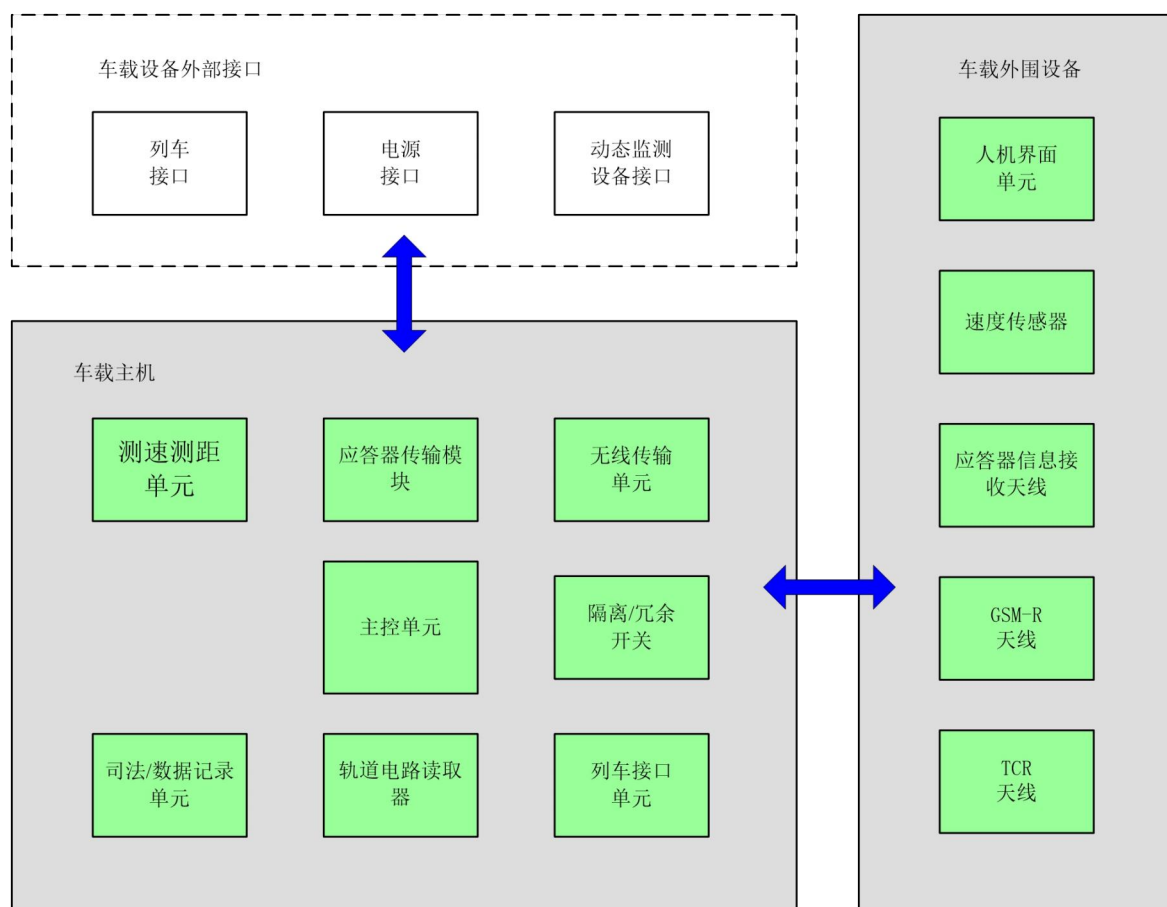 车载设备外部接口
列车
接口
电源
接口
动态监测
设备接口
车载主机
测速测距
单元
应答器传输模
块
无线传输
单元
主控单元
隔离/冗余
开关
司法/数据记录
单元
轨道电路读取
器
列车接口
单元
车载外围设备
人机界面
单元
速度传感器
应答器信息接
收天线
GSM-R
天线
TCR
天线